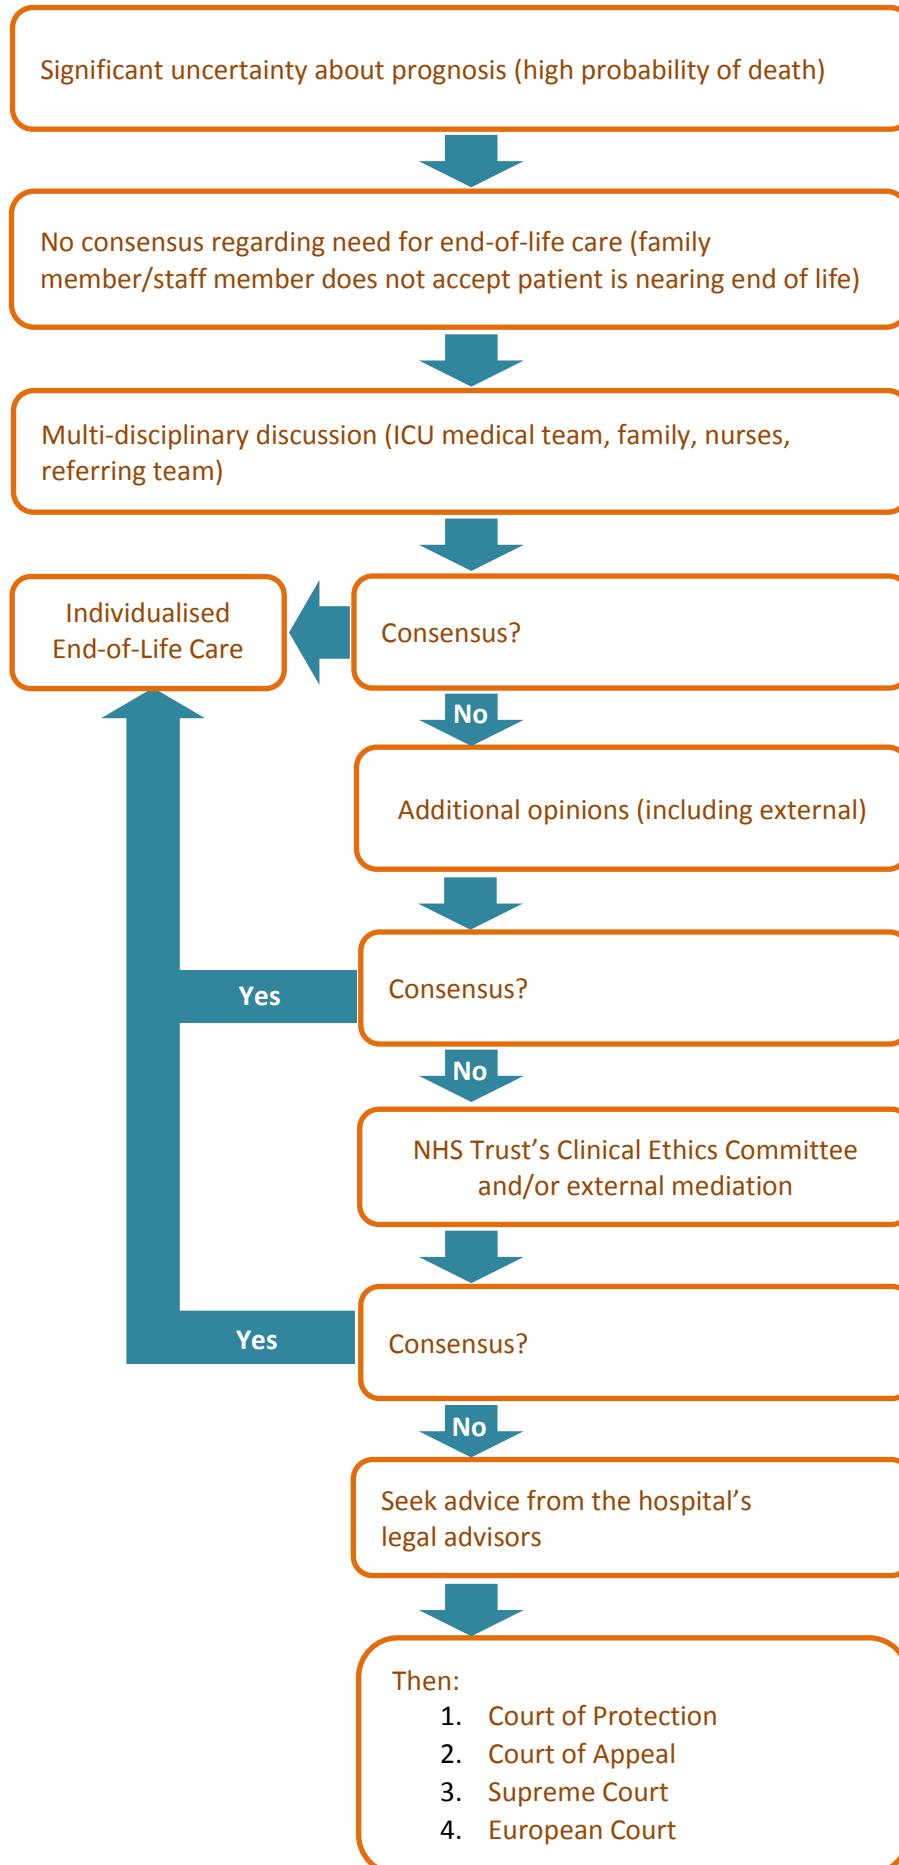 Significant uncertainty about prognosis (high probability of death)
No consensus regarding need for end-of-life care (family
member/staff member does not accept patient is nearing end of life)
Multi-disciplinary discussion (ICU medical team, family, nurses,
referring team)
Individualised
End-of-Life Care
Consensus?
No
Additional opinions (including external)
Consensus?
Yes
No
NHS Trust’s Clinical Ethics Committee
and/or external mediation
Consensus?
Yes
No
Seek advice from the hospital’s
legal advisors
Then:
1. Court of Protection
2. Court of Appeal
3. Supreme Court
4. European Court